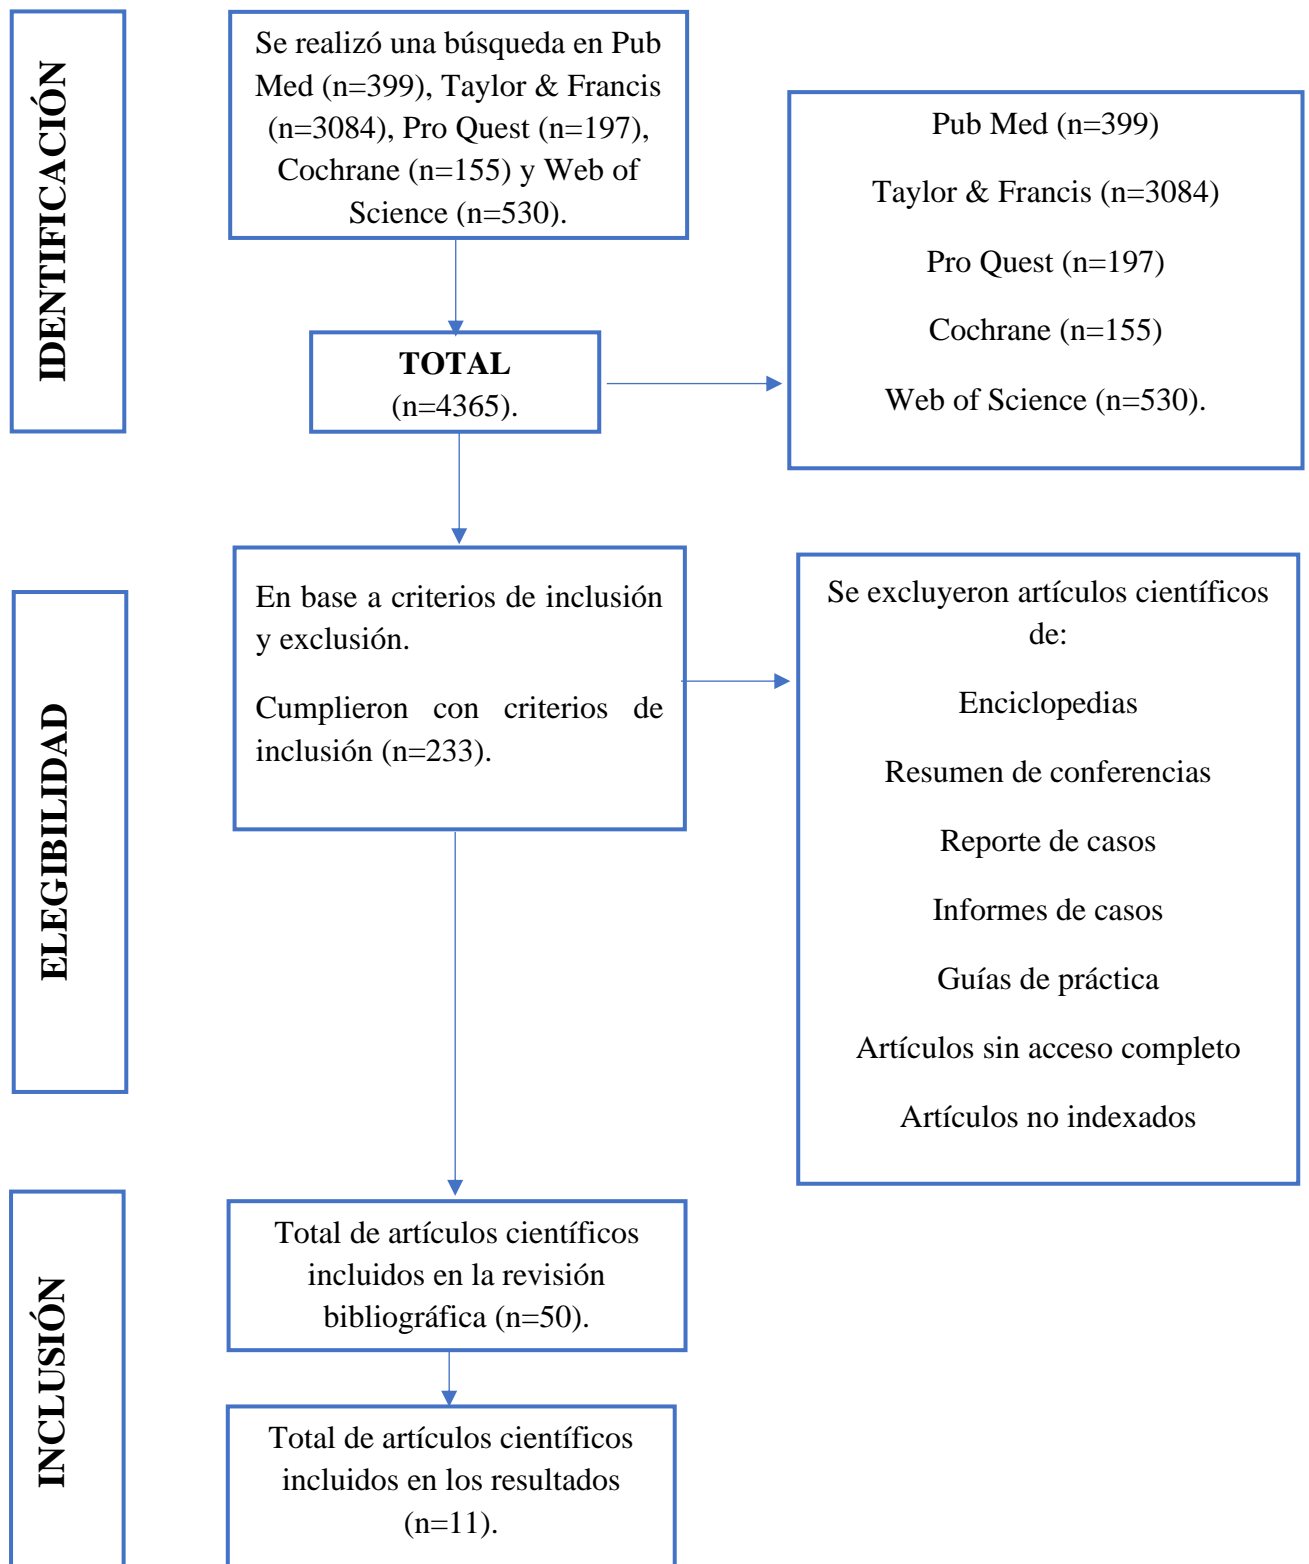 IDENTIFICACIÓN
Se realizó una búsqueda en Pub
Med (n=399), Taylor & Francis
(n=3084), Pro Quest (n=197),
Cochrane (n=155) y Web of
Science (n=530).
Pub Med (n=399)
Taylor & Francis (n=3084)
Pro Quest (n=197)
Cochrane (n=155)
Web of Science (n=530).
TOTAL
(n=4365).
ELEGIBILIDAD
En base a criterios de inclusión
y exclusión.
Cumplieron con criterios de
inclusión (n=233).
Se excluyeron artículos científicos
de:
Enciclopedias
Resumen de conferencias
Reporte de casos
Informes de casos
Guías de práctica
Artículos sin acceso completo
Artículos no indexados
INCLUSIÓN
Total de artículos científicos
incluidos en la revisión
bibliográfica (n=50).
Total de artículos científicos
incluidos en los resultados
(n=11).